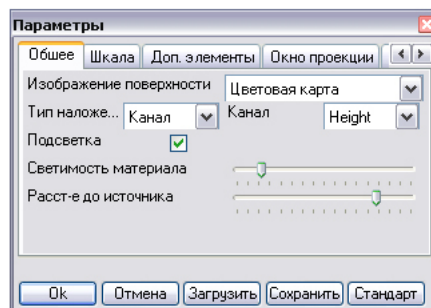 Параметры
Обшее Шкала Доп. элементы Окно проекции
Изображение поверхности Цветовая карта
Тип наложе... Канал Канал Height
Подсветка
Светимость материала
Расст-е до источника
Ok Отмена Загрузить Сохранить Стандарт